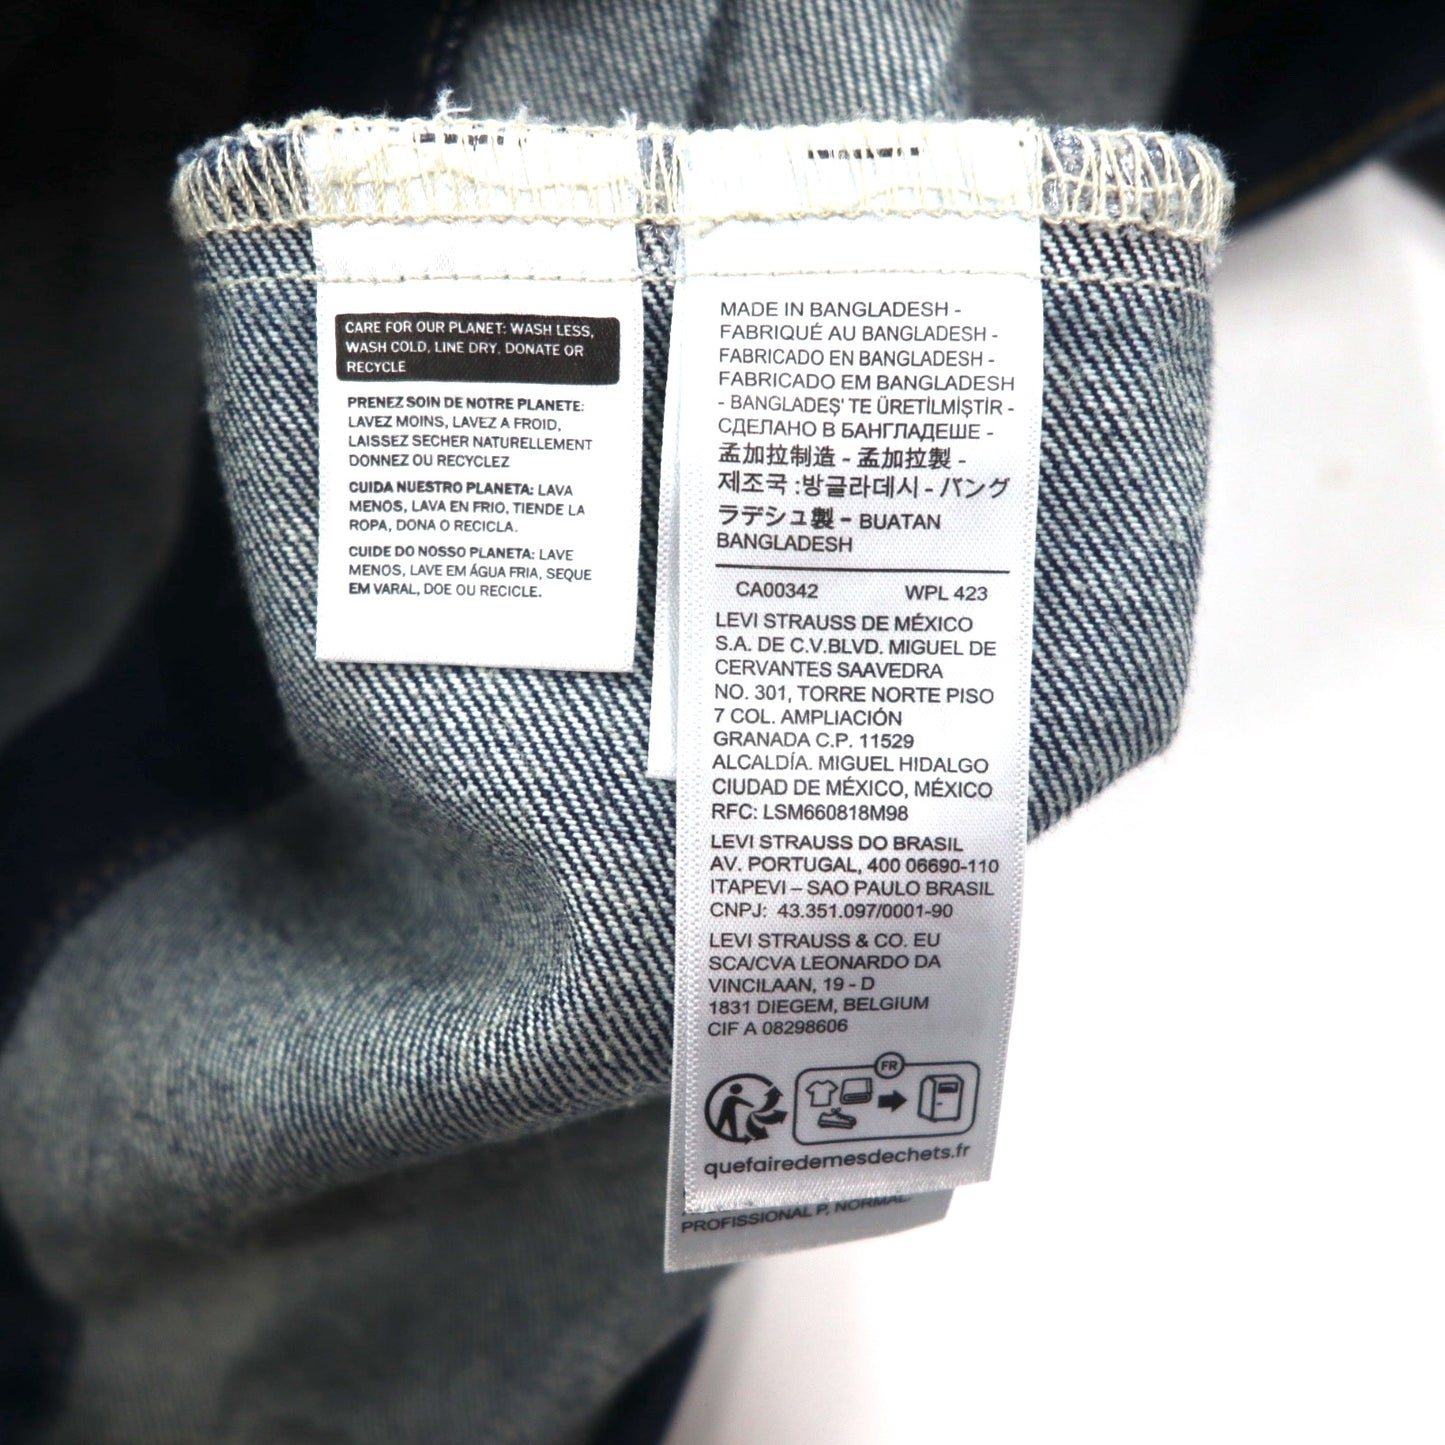 CARE FOR OUR PLANET: WASH LESS,
WASH COLD, LINE DRY, DONATE OR
RECYCLE
PRENEZ SOIN DE NOTRE PLANETE:
LAVEZ MOINS, LAVEZ A FROID,
LAISSEZ SECHER NATURELLEMENT
DONNEZ OU RECYCLEZ
CUIDA NUESTRO PLANETA: LAVA
MENOS, LAVA EN FRIO, TIENDE LA
ROPA, DONA O RECICLA.
CUIDE DO NOSSO PLANETA: LAVE
MENOS, LAVE EM ÁGUA FRIA, SEQUE
EM VARAL, DOE OU RECICLE.
MADE IN BANGLADESH -
FABRIQUÉ AU BANGLADESH -
FABRICADO EN BANGLADESH -
FABRICADO EM BANGLADESH
- BANGLADEŞ' TE ÜRETİLMİŞTİR -
СДЕЛАНО В БАНГЛАДЕШЕ -
孟加拉制造 - 孟加拉製 -
제조국 :방글라데시 - バング
ラデシュ製 - BUATAN
BANGLADESH
CA00342 WPL 423
LEVI STRAUSS DE MÉXICO
S.A. DE C.V.BLVD. MIGUEL DE
CERVANTES SAAVEDRA
NO. 301, TORRE NORTE PISO
7 COL. AMPLIACIÓN
GRANADA C.P. 11529
ALCALDÍA. MIGUEL HIDALGO
CIUDAD DE MÉXICO, MÉXICO
RFC: LSM660818M98
LEVI STRAUSS DO BRASIL
AV. PORTUGAL, 400 06690-110
ITAPEVI – SAO PAULO BRASIL
CNPJ: 43.351.097/0001-90
LEVI STRAUSS & CO. EU
SCA/CVA LEONARDO DA
VINCILAAN, 19 - D
1831 DIEGEM, BELGIUM
CIF A 08298606
FR
quefairedemesdechets.fr
PROFISSIONAL P, NORMAL